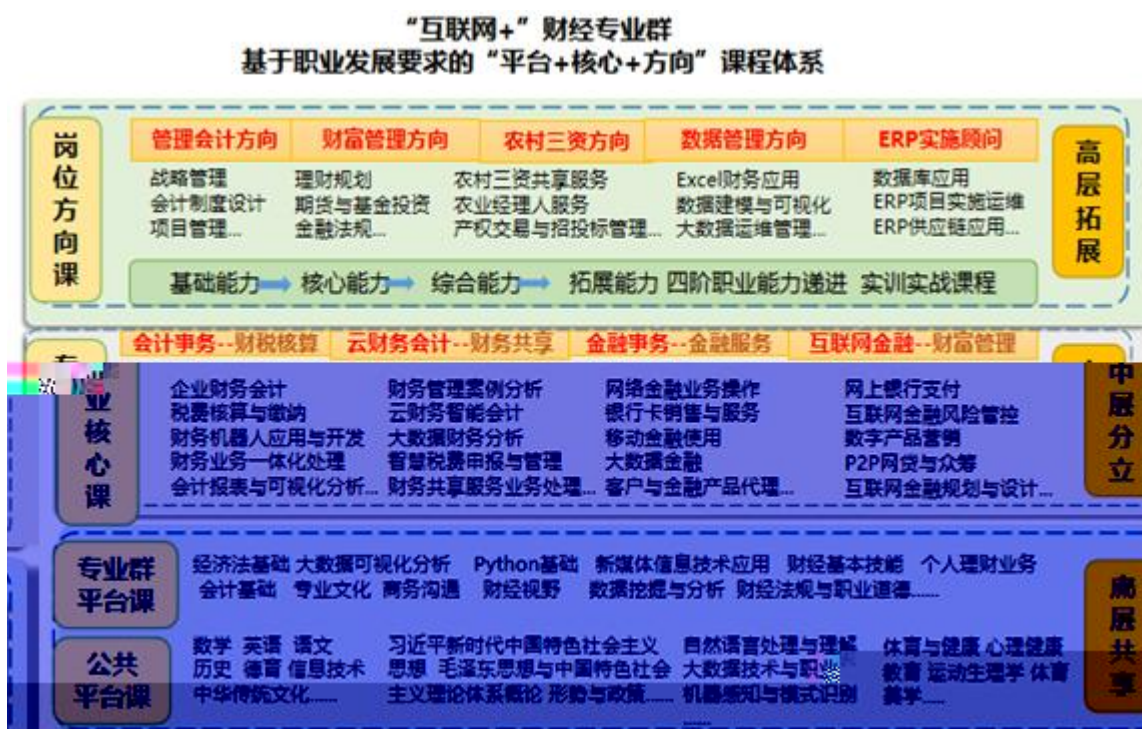 “互联网+”财经专业群
基于职业发展要求的“平台+核心+方向”课程体系
岗位方向课
管理会计方向 财富管理方向 农村三资方向 数据管理方向 ERP实施顾问
战略管理 理财规划 农村三资共享服务 Excel财务应用 数据库应用
会计制度设计 期货与基金投资 农业经理人服务 数据建模与可视化 ERP项目实施运维
项目管理... 金融法规... 产权交易与招投标管理... 大数据运维管理... ERP供应链应用...
高层拓展
基础能力 核心能力 综合能力 拓展能力 四阶职业能力递进 实训实战课程
会计事务--财税核算 云财务会计--财务共享 金融事务--金融服务 互联网金融--财富管理
专业核心课
企业财务会计 财务管理案例分析 网络金融业务操作 网上银行支付
税费核算与缴纳 云财务智能会计 银行卡销售与服务 互联网金融风险管控
财务机器人应用与开发 大数据财务分析 移动金融使用 数字产品营销
财务业务一体化处理 智慧税费申报与管理 大数据金融 P2P网贷与众筹
会计报表与可视化分析... 财务共享服务业务处理... 客户与金融产品代理... 互联网金融规划与设计...
中层分立
专业群
平台课
经济法基础 大数据可视化分析 Python基础 新媒体信息技术应用 财经基本技能 个人理财业务
会计基础 专业文化 商务沟通 财经视野 数据挖掘与分析 财经法规与职业道德......
公共
平台课
数学 英语 语文 习近平新时代中国特色社会主义 自然语言处理与理解 体育与健康 心理健康
历史 德育 信息技术 思想 毛泽东思想与中国特色社会 大数据技术与职业 教育 运动生理学 体育
中华传统文化...... 主义理论体系概论 形势与政策...... 机器感知与模式识别 美学......
......
层共享